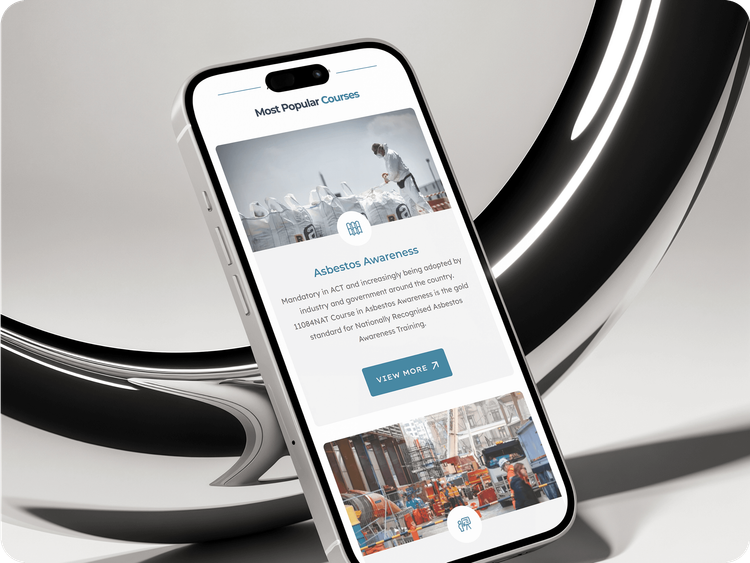 Most Popular Courses
Asbestos Awareness
Mandatory in ACT and increasingly being adopted by
industry and government around the country,
11084NAT Course in Asbestos Awareness is the gold
standard for Nationally Recognised Asbestos
Awareness Training.
VIEW MORE